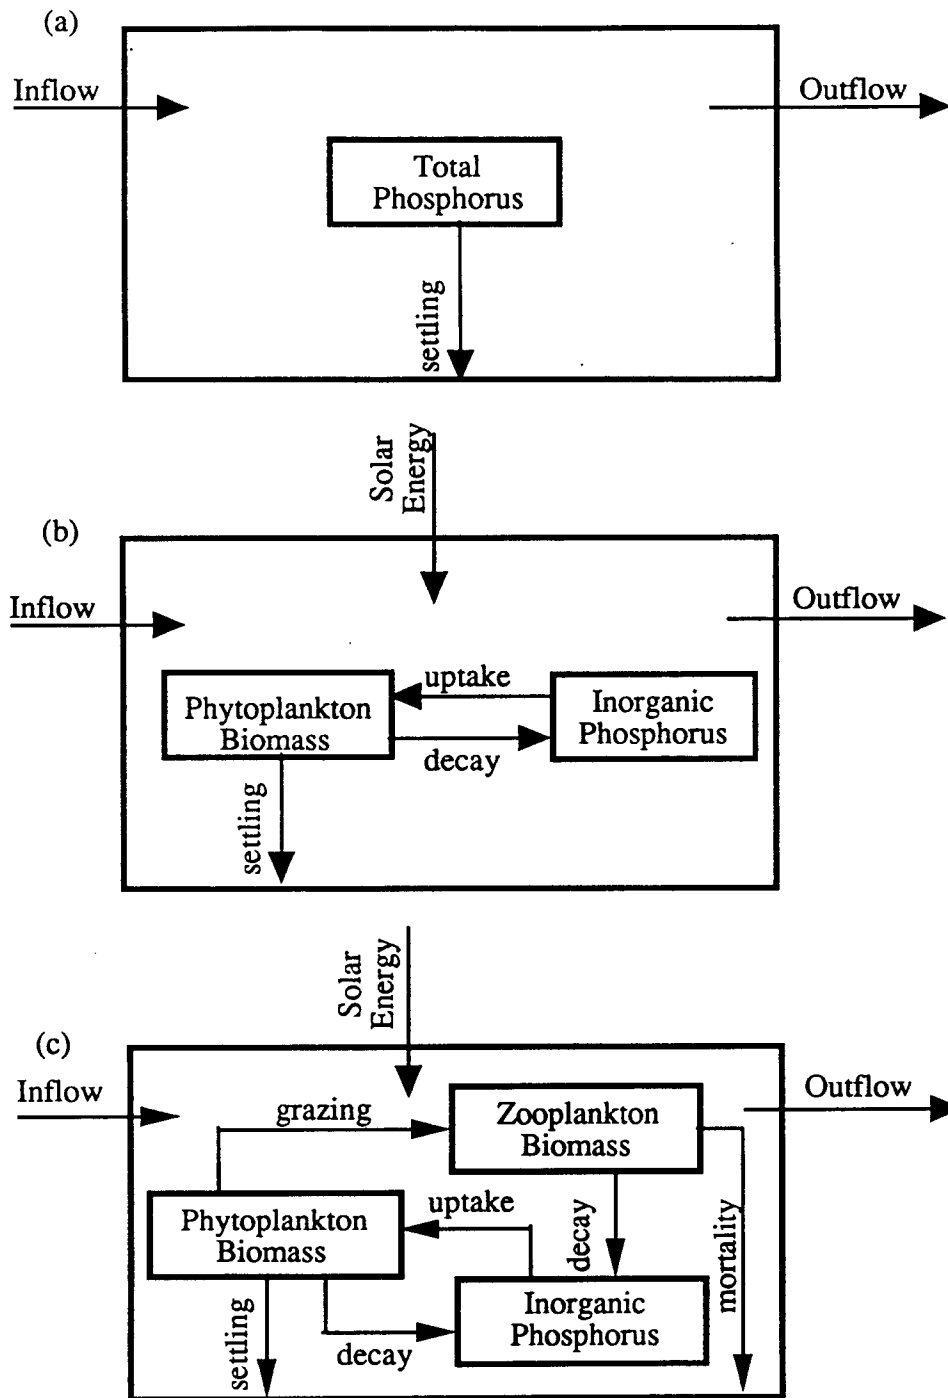 (a)
Inflow
Outflow
Total
Phosphorus
settling
Solar
Energy
(b)
Inflow
Outflow
uptake
Phytoplankton
Biomass
Inorganic
Phosphorus
decay
settling
Solar
Energy
(c)
Inflow
Outflow
grazing
Zooplankton
Biomass
uptake
Phytoplankton
Biomass
decay
mortality
Inorganic
Phosphorus
settling
decay